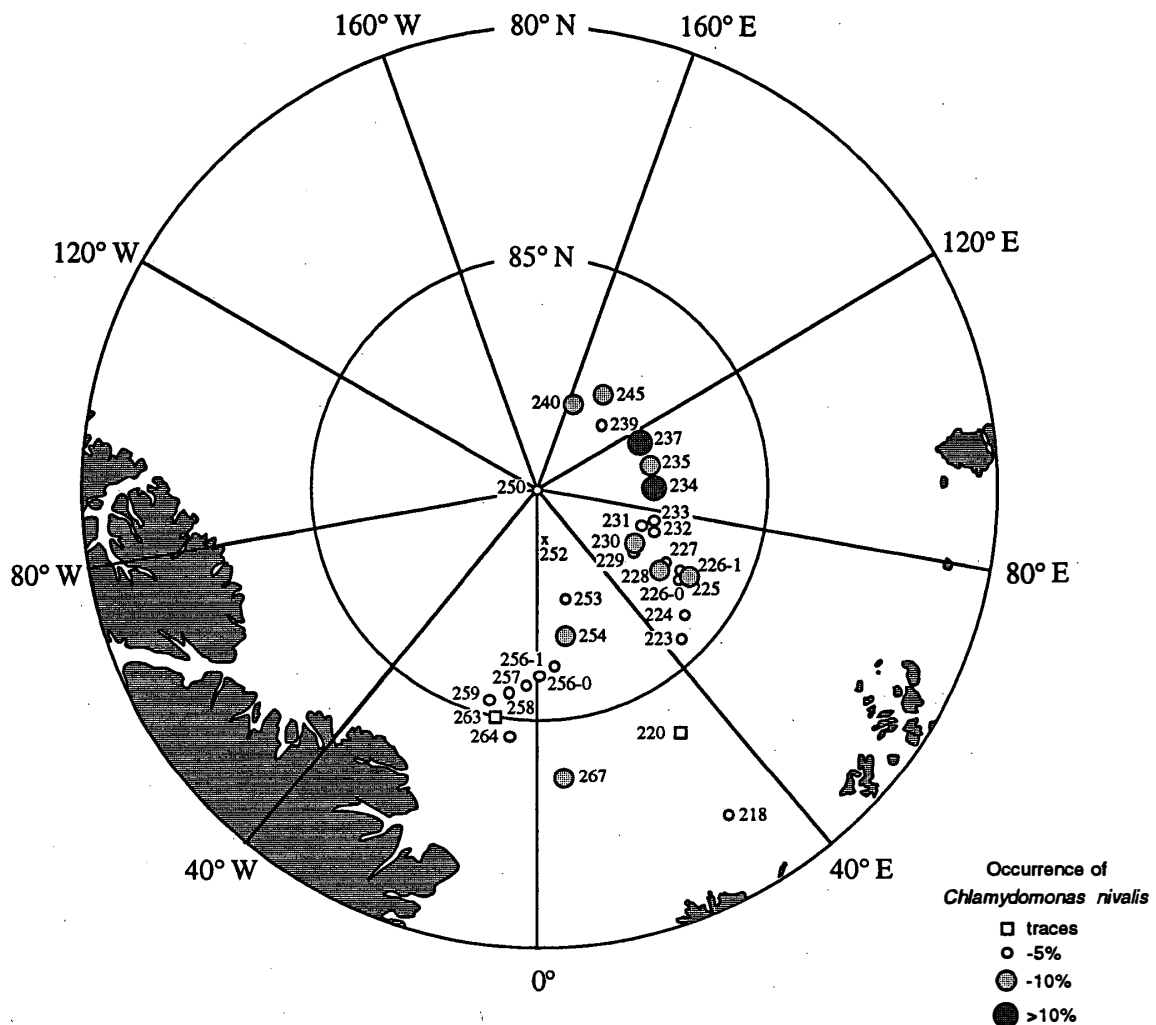 160° W
80° N
160° E
120° W
85° N
120° E
240
245
239
237
235
250
234
233
231
232
230
x
252
229
227
226-1
80° W
228
225
80° E
226-0
253
224
254
223
256-1
257
256-0
259
258
263
264
220
267
218
40° W
40° E
0°
Occurrence of
Chlamydomonas nivalis
traces
-5%
-10%
>10%